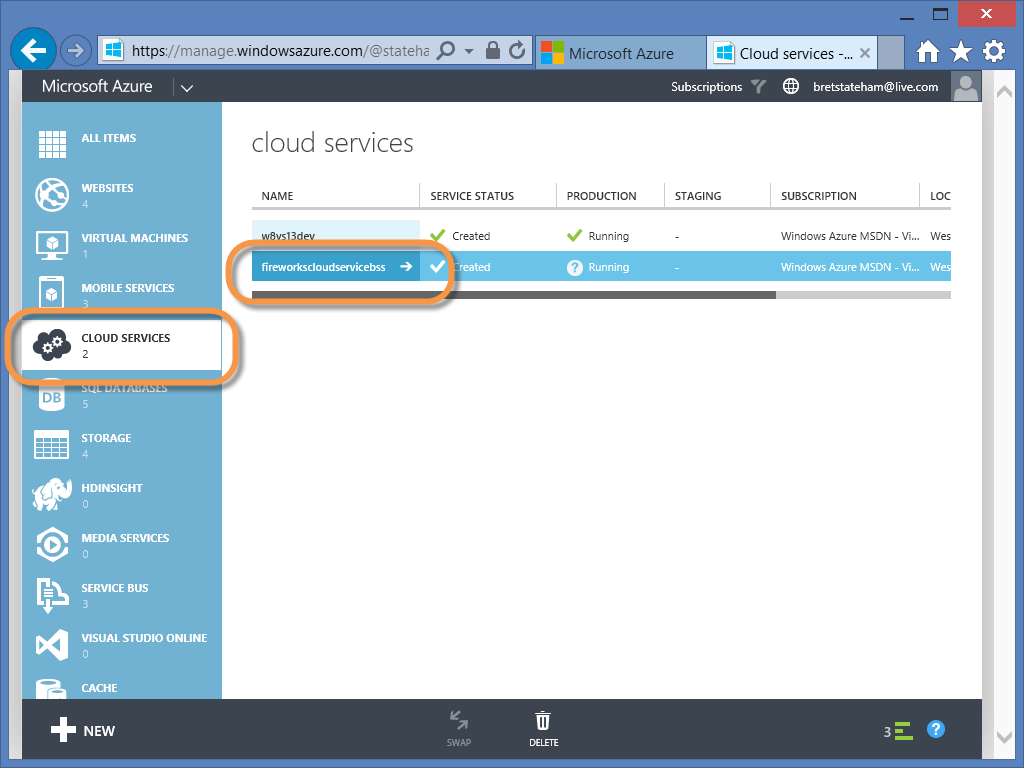 https://manage.windowsazure.com/@stateha
Microsoft Azure
Cloud services -...
Microsoft Azure
Subscriptions
bretstateham@live.com
ALL ITEMS
WEBSITES
4
VIRTUAL MACHINES
1
MOBILE SERVICES
3
CLOUD SERVICES
2
SQL DATABASES
5
DB
STORAGE
4
HDINSIGHT
0
MEDIA SERVICES
0
SERVICE BUS
3
VISUAL STUDIO ONLINE
0
CACHE
cloud services
NAME SERVICE STATUS PRODUCTION STAGING SUBSCRIPTION LOC
w8vs13dev Created Running - Windows Azure MSDN - Vi... Wes
fireworkscloudservicebss Created Running - Windows Azure MSDN - Vi... Wes
NEW
SWAP
DELETE
3